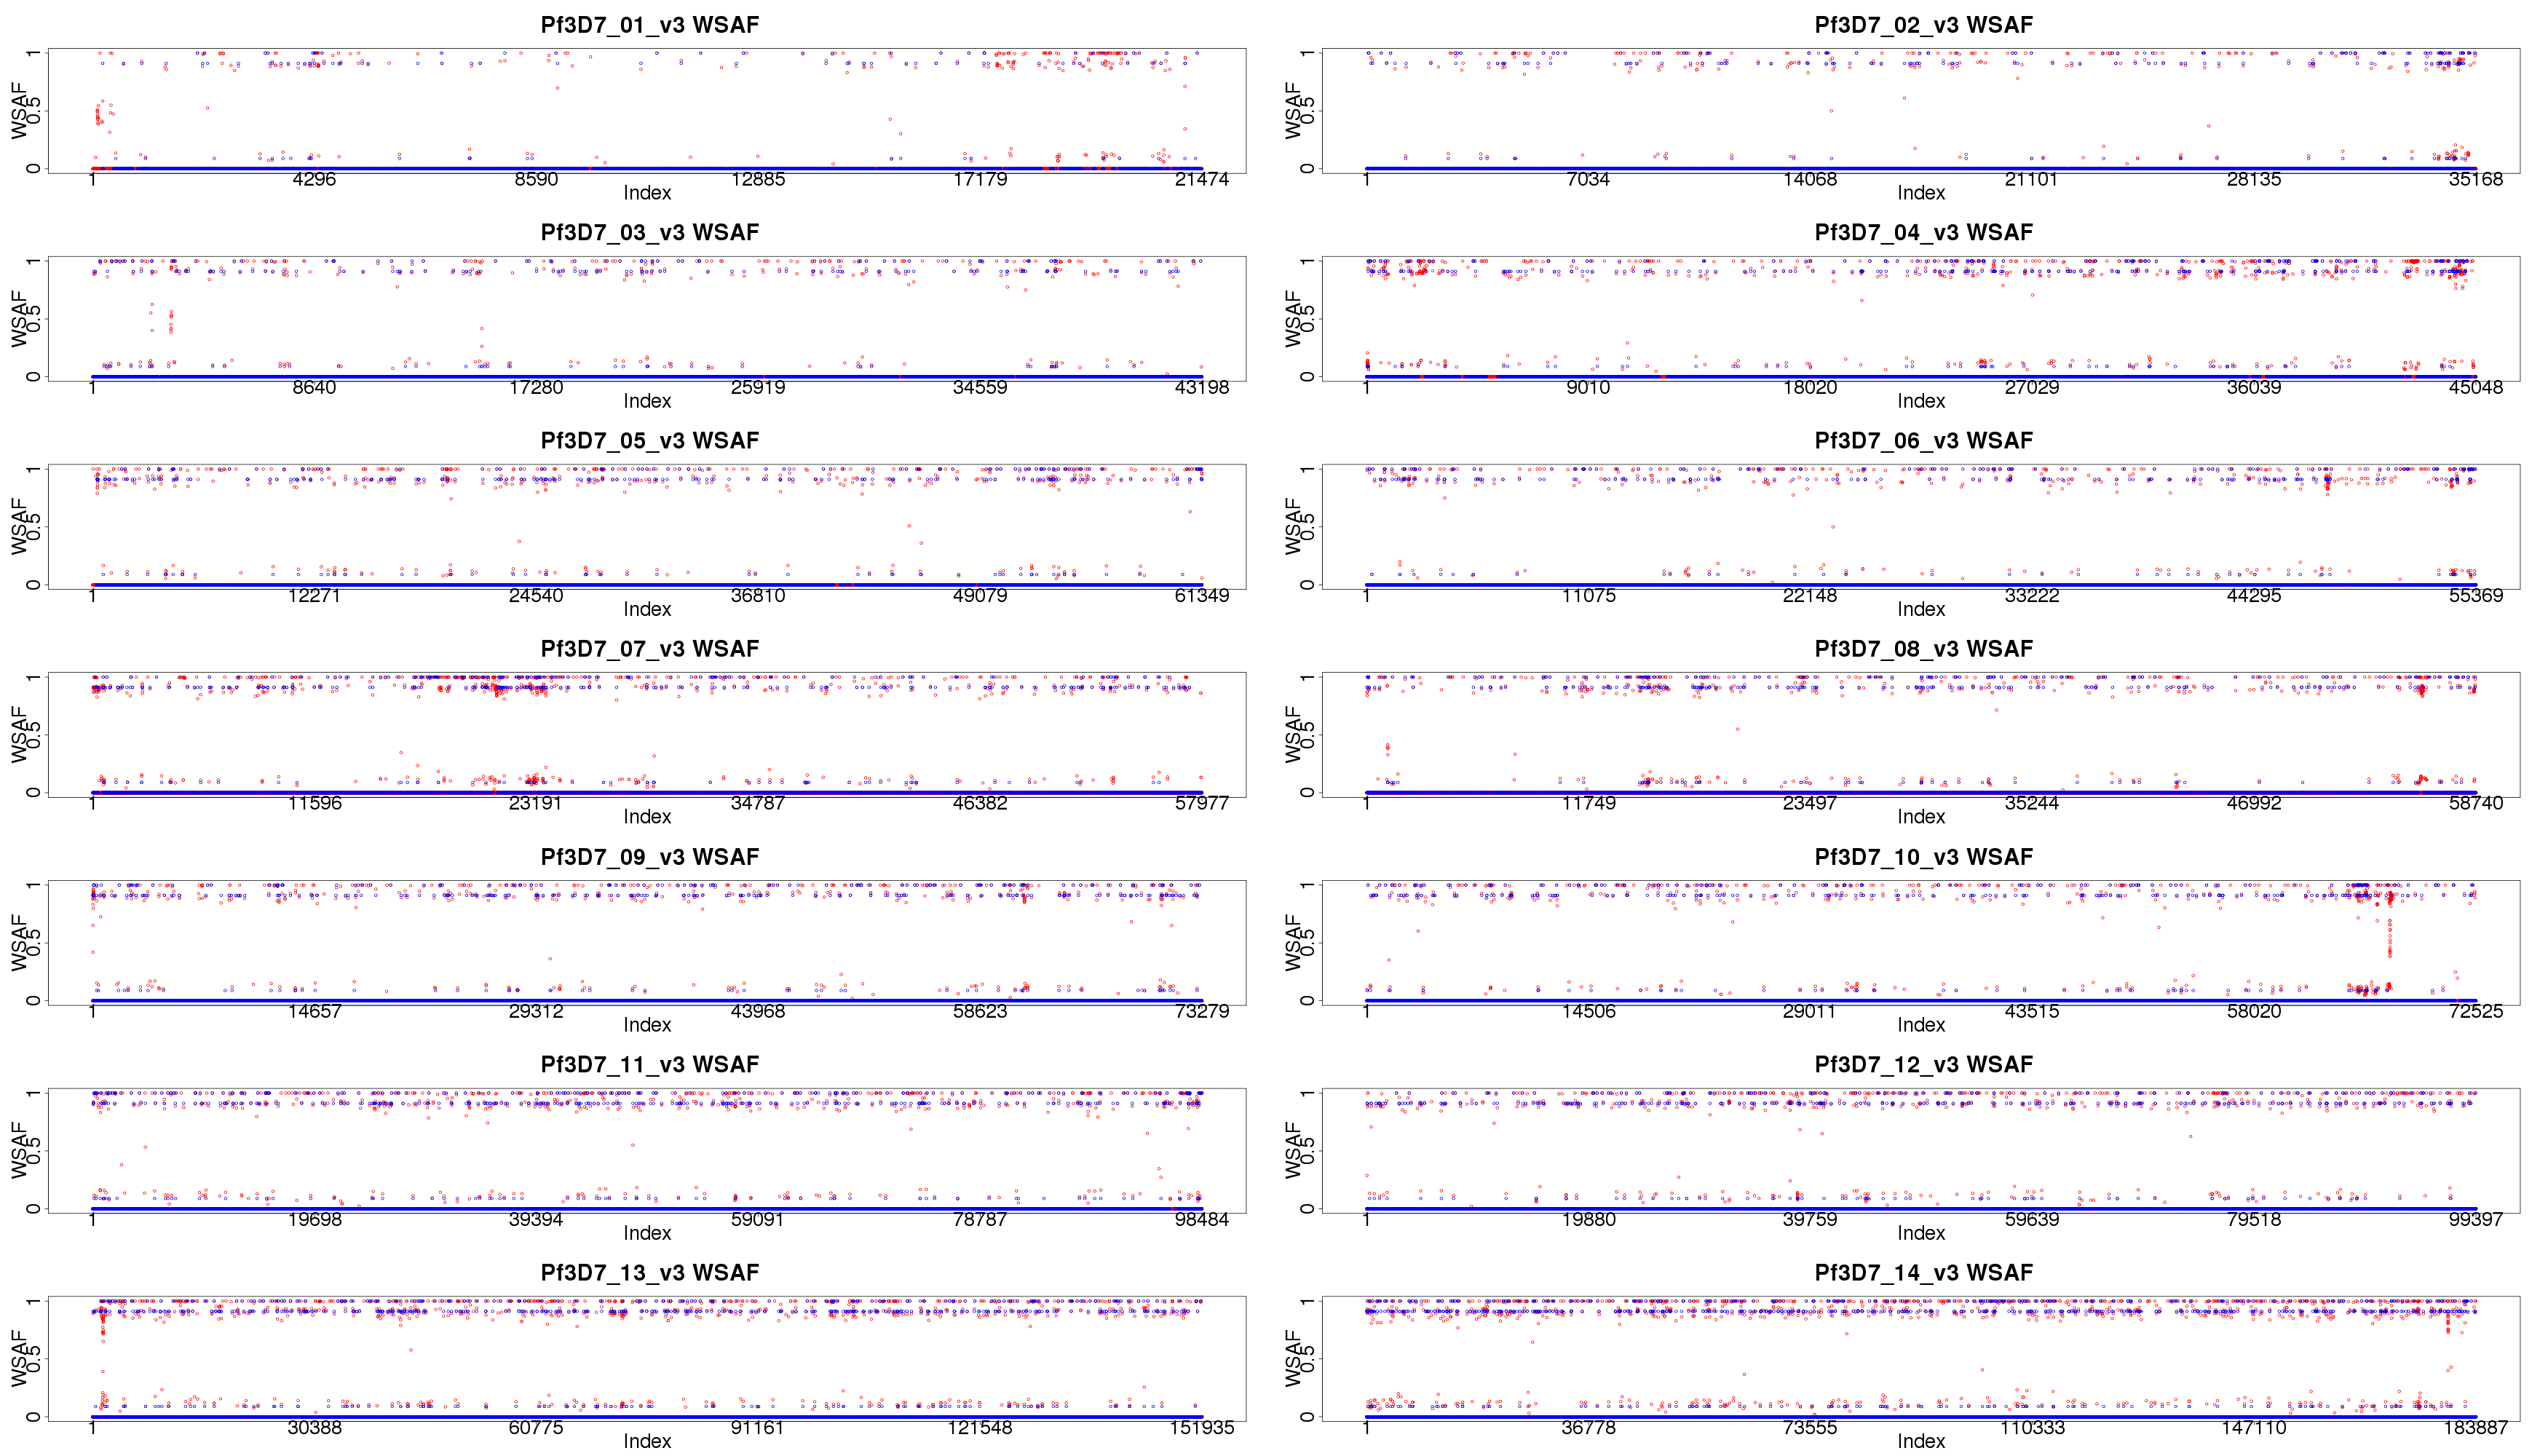 Pf3D7_01_v3 WSAF
WSAF
0 0.5 1
1 4296 8590 12885 17179 21474
Index
Pf3D7_02_v3 WSAF
WSAF
0 0.5 1
1 7034 14068 21101 28135 35168
Index
Pf3D7_03_v3 WSAF
WSAF
0 0.5 1
1 8640 17280 25919 34559 43198
Index
Pf3D7_04_v3 WSAF
WSAF
0 0.5 1
1 9010 18020 27029 36039 45048
Index
Pf3D7_05_v3 WSAF
WSAF
0 0.5 1
1 12271 24540 36810 49079 61349
Index
Pf3D7_06_v3 WSAF
WSAF
0 0.5 1
1 11075 22148 33222 44295 55369
Index
Pf3D7_07_v3 WSAF
WSAF
0 0.5 1
1 11596 23191 34787 46382 57977
Index
Pf3D7_08_v3 WSAF
WSAF
0 0.5 1
1 11749 23497 35244 46992 58740
Index
Pf3D7_09_v3 WSAF
WSAF
0 0.5 1
1 14657 29312 43968 58623 73279
Index
Pf3D7_10_v3 WSAF
WSAF
0 0.5 1
1 14506 29011 43515 58020 72525
Index
Pf3D7_11_v3 WSAF
WSAF
0 0.5 1
1 19698 39394 59091 78787 98484
Index
Pf3D7_12_v3 WSAF
WSAF
0 0.5 1
1 19880 39759 59639 79518 99397
Index
Pf3D7_13_v3 WSAF
WSAF
0 0.5 1
1 30388 60775 91161 121548 151935
Index
Pf3D7_14_v3 WSAF
WSAF
0 0.5 1
1 36778 73555 110333 147110 183887
Index